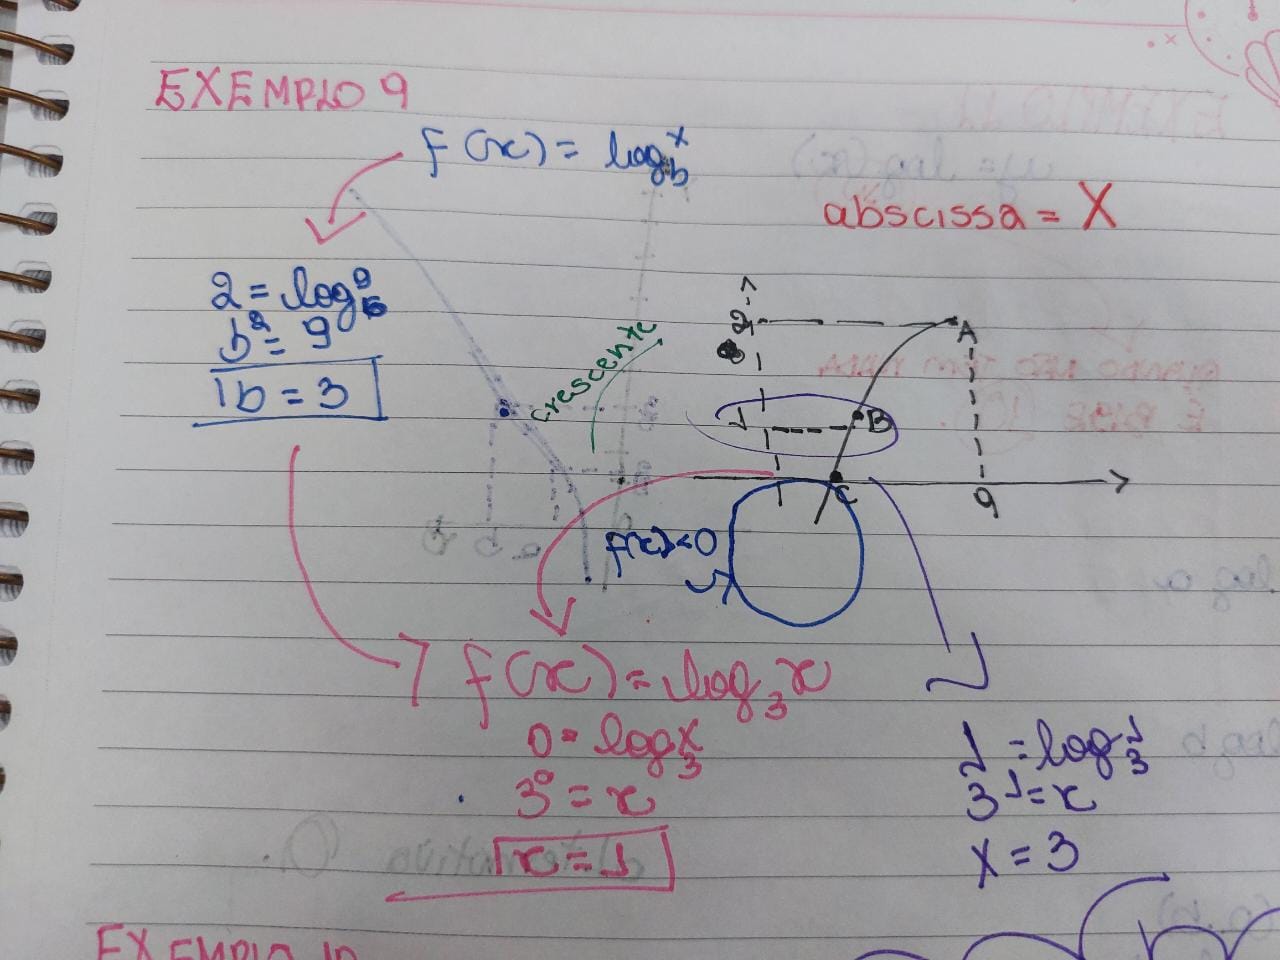 EXEMPLO 9
f(x) = log_b^x
abscissa = X
2 = log_b^9
b^2 = 9
b = 3
crescente
2
A
1
B
C
9
f(x)<0
f(x) = log_3 x
0 = log_3^x
3^0 = x
x = 1
1 = log_3^1
3^1 = x
x = 3
EXEMPLO 10